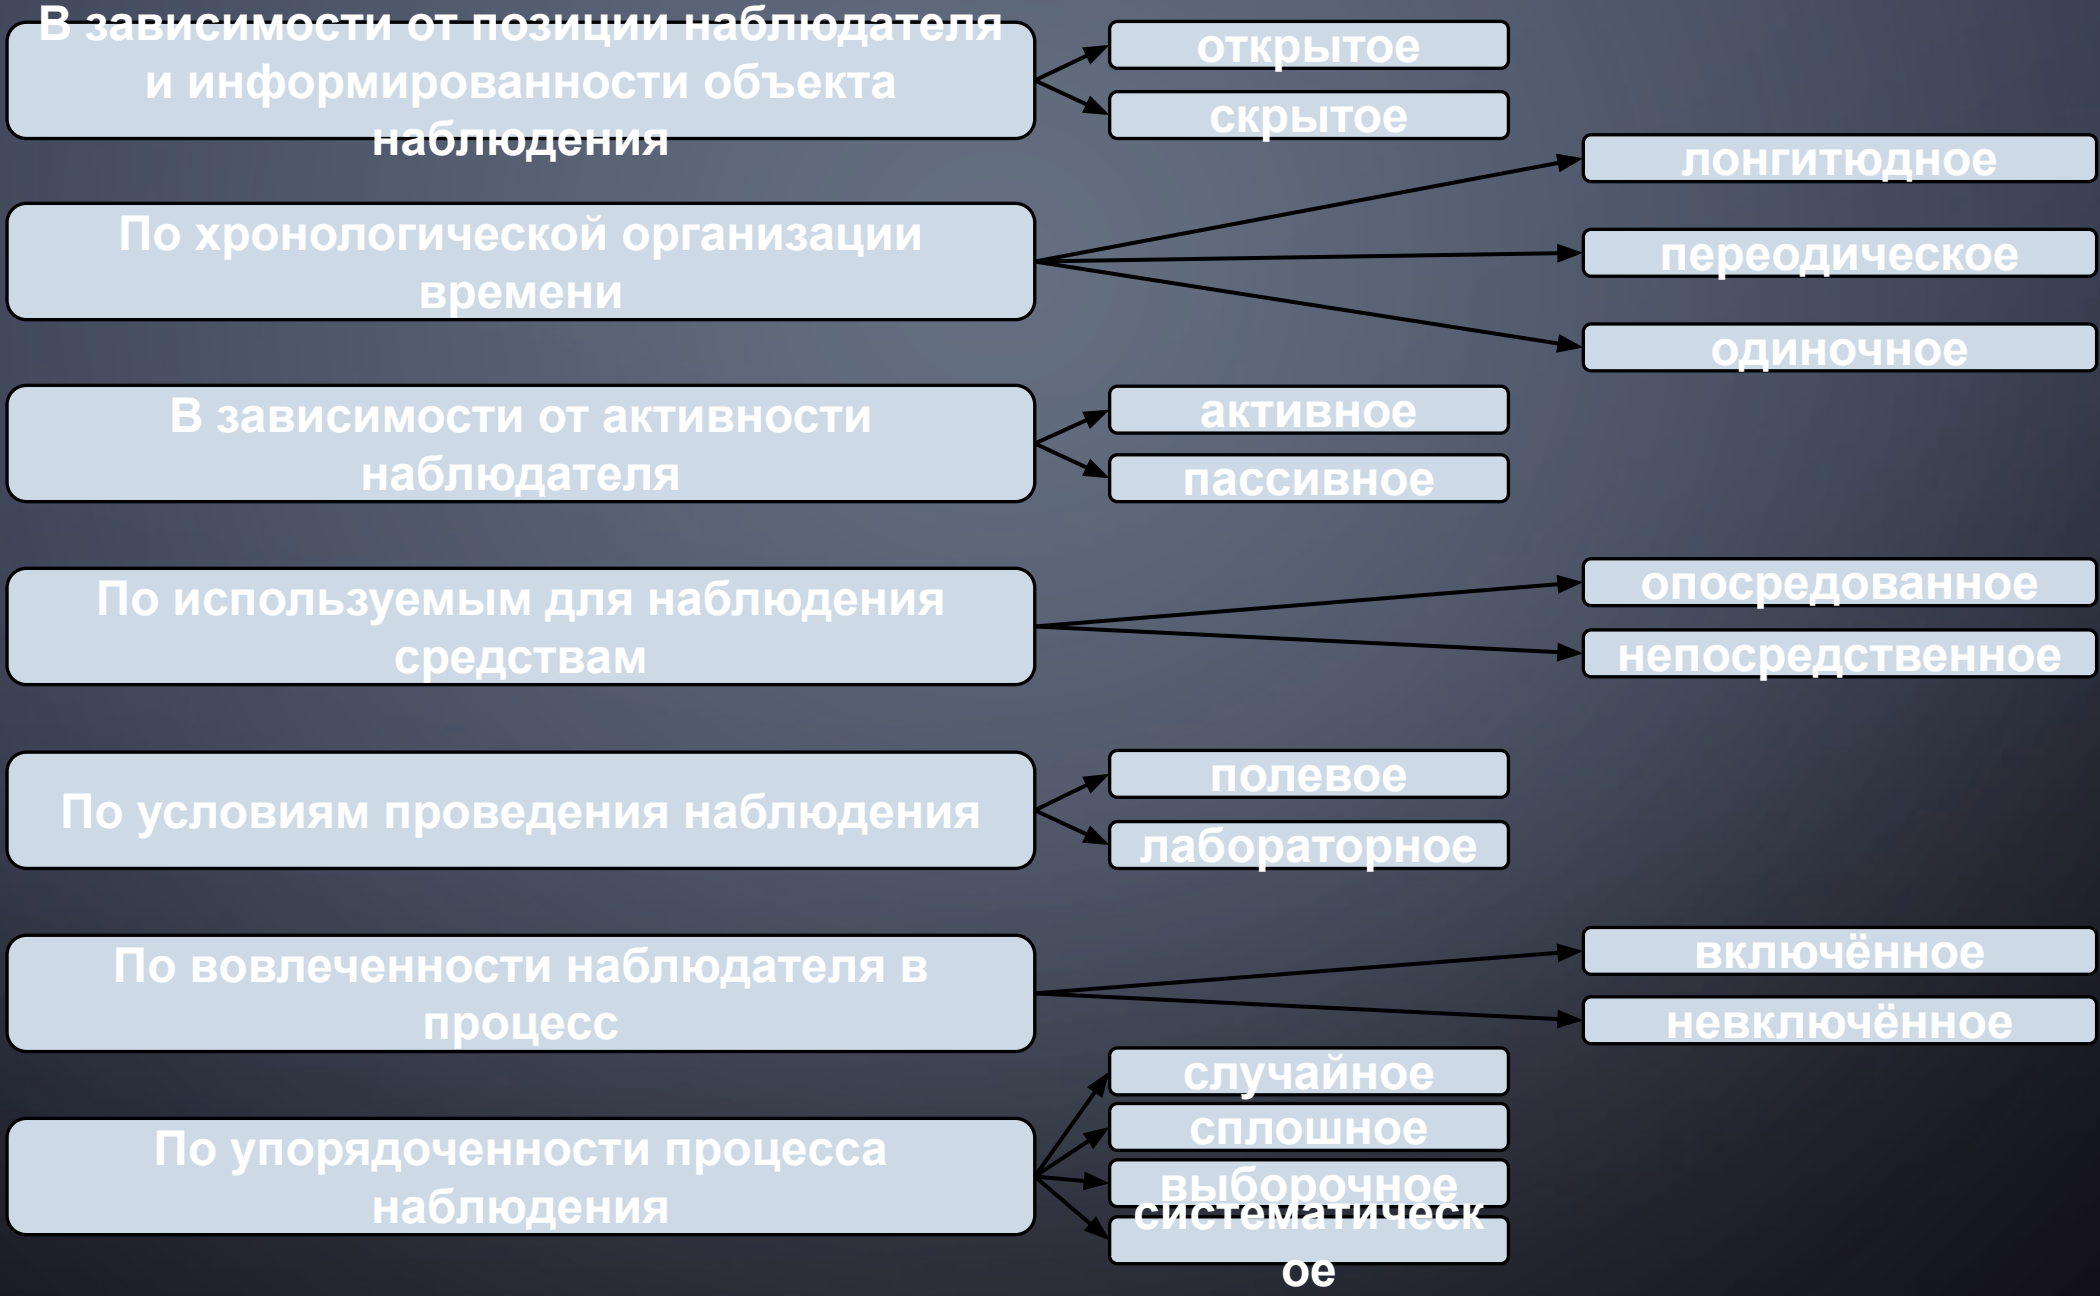 В зависимости от позиции наблюдателя
и информированности объекта
наблюдения
открытое
скрытое
По хронологической организации
времени
лонгитюдное
переодическое
одиночное
В зависимости от активности
наблюдателя
активное
пассивное
По используемым для наблюдения
средствам
опосредованное
непосредственное
По условиям проведения наблюдения
полевое
лабораторное
По вовлеченности наблюдателя в
процесс
включённое
невключённое
По упорядоченности процесса
наблюдения
случайное
сплошное
выборочное
систематическ
ое